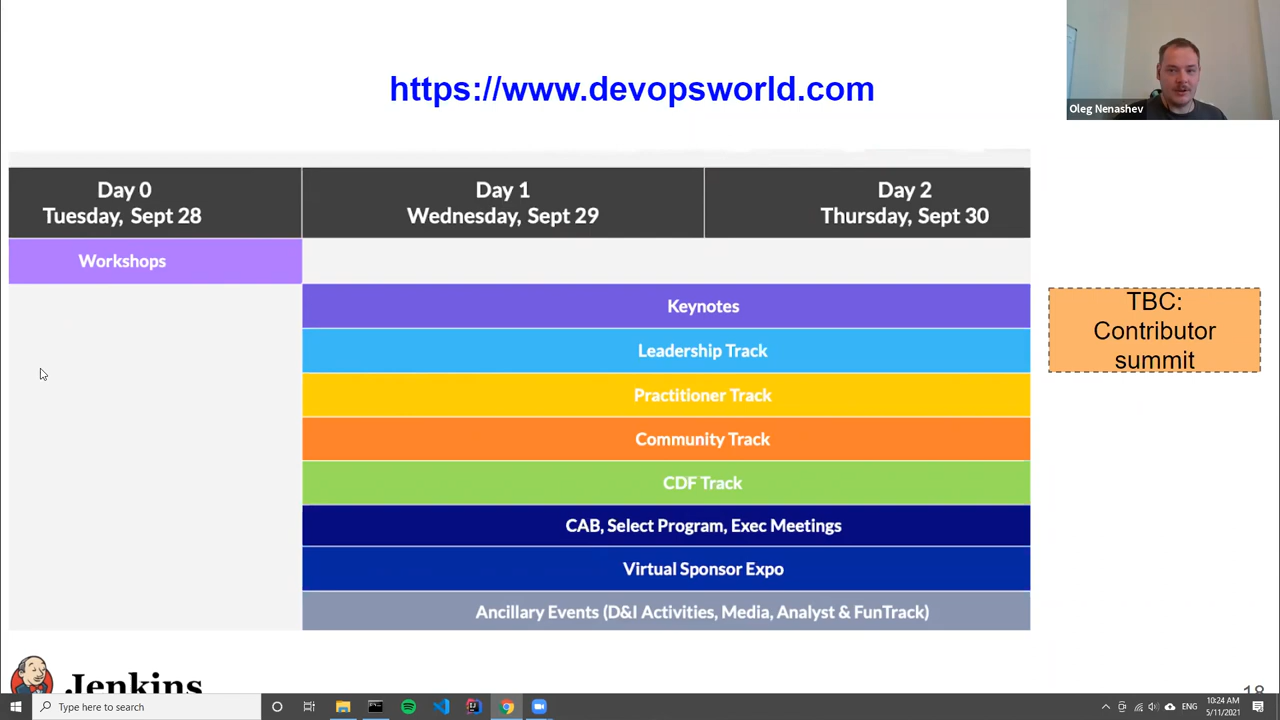 https://www.devopsworld.com
Oleg Nenashev
Day 0
Tuesday, Sept 28
Day 1
Wednesday, Sept 29
Day 2
Thursday, Sept 30
Workshops
Keynotes
Leadership Track
Practitioner Track
Community Track
CDF Track
CAB, Select Program, Exec Meetings
Virtual Sponsor Expo
Ancillary Events (D&I Activities, Media, Analyst & FunTrack)
TBC:
Contributor
summit
Jenkins
18
Type here to search
ENG
10:24 AM
5/11/2021